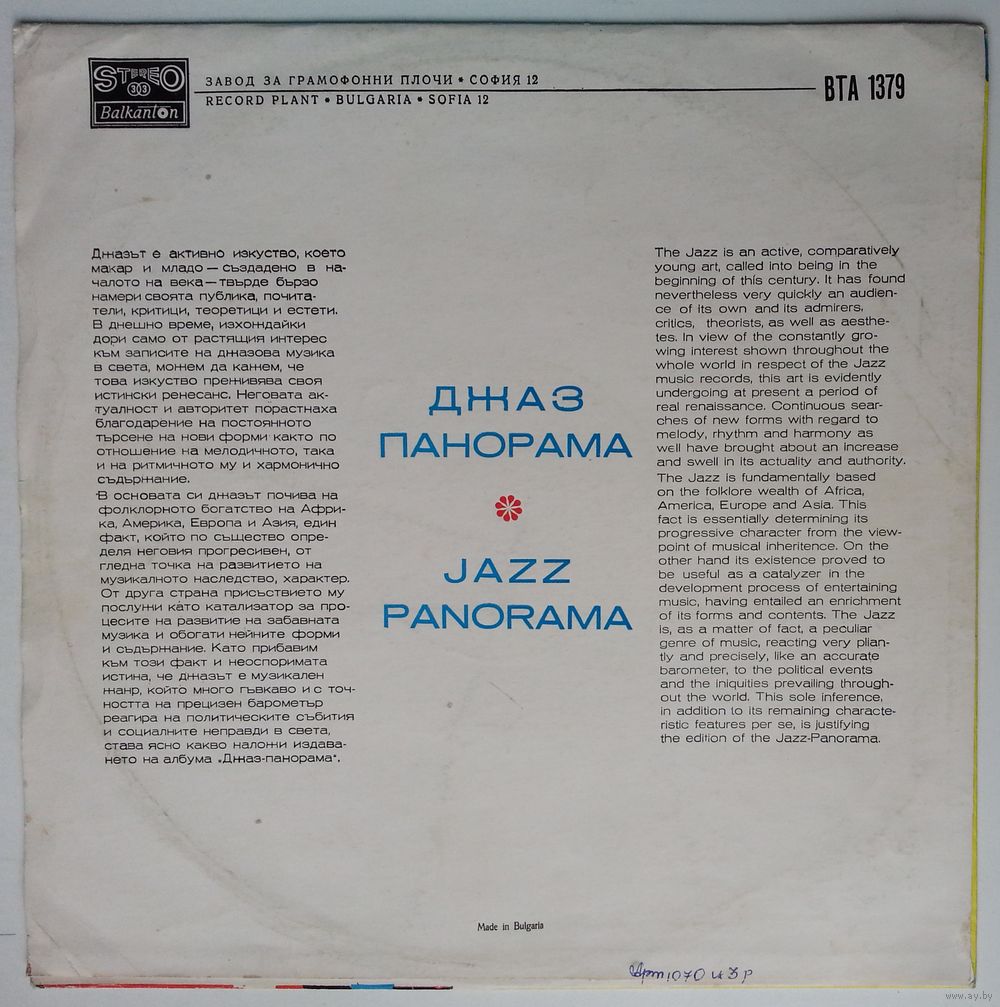 STEREO
303
Balkanton
ЗАВОД ЗА ГРАМОФОННИ ПЛОЧИ • СОФИЯ 12
RECORD PLANT • BULGARIA • SOFIA 12
BTA 1379
Джазът е активно изкуство, което
макар и младо — създадено в на-
чалото на века — твърде бързо
намери своята публика, почита-
тели, критици, теоретици и естети.
В днешно време, изхождайки
дори само от растящия интерес
към записите на джазова музика
в света, можем да кажем, че
това изкуство преживява своя
истински ренесанс. Неговата ак-
туалност и авторитет порастнаха
благодарение на постоянното
търсене на нови форми както по
отношение на мелодичното, така
и на ритмичното му и хармонично
съдържание.
В основата си джазът почива на
фолклорното богатство на Афри-
ка, Америка, Европа и Азия, един
факт, който по същество опре-
деля неговия прогресивен, от
гледна точка на развитието на
музикалното наследство, характер.
От друга страна присъствието му
послужи като катализатор за про-
цесите на развитие на забавната
музика и обогати нейните форми
и съдържание. Като прибавим
към този факт и неоспоримата
истина, че джазът е музикален
жанр, който много гъвкаво и с точ-
ността на прецизен барометър
реагира на политическите събития
и социалните неправди в света,
става ясно какво наложи издава-
нето на албума „Джаз-панорама“.
ДЖАЗ
ПАНОРАМА
JAZZ
PANORAMA
The Jazz is an active, comparatively
young art, called into being in the
beginning of this century. It has found
nevertheless very quickly an audien-
ce of its own and its admirers,
critics, theorists, as well as aesthe-
tes. In view of the constantly gro-
wing interest shown throughout the
whole world in respect of the Jazz
music records, this art is evidently
undergoing at present a period of
real renaissance. Continuous sear-
ches of new forms with regard to
melody, rhythm and harmony as
well have brought about an increase
and swell in its actuality and authority.
The Jazz is fundamentally based
on the folklore wealth of Africa,
America, Europe and Asia. This
fact is essentially determining its
progressive character from the view-
point of musical inheritence. On the
other hand its existence proved to
be useful as a catalyzer in the
development process of entertaining
music, having entailed an enrichment
of its forms and contents. The Jazz
is, as a matter of fact, a peculiar
genre of music, reacting very plian-
tly and precisely, like an accurate
barometer, to the political events
and the iniquities prevailing through-
out the world. This sole inference,
in addition to its remaining characte-
ristic features per se, is justifying
the edition of the Jazz-Panorama.
Made in Bulgaria
www.ay.by